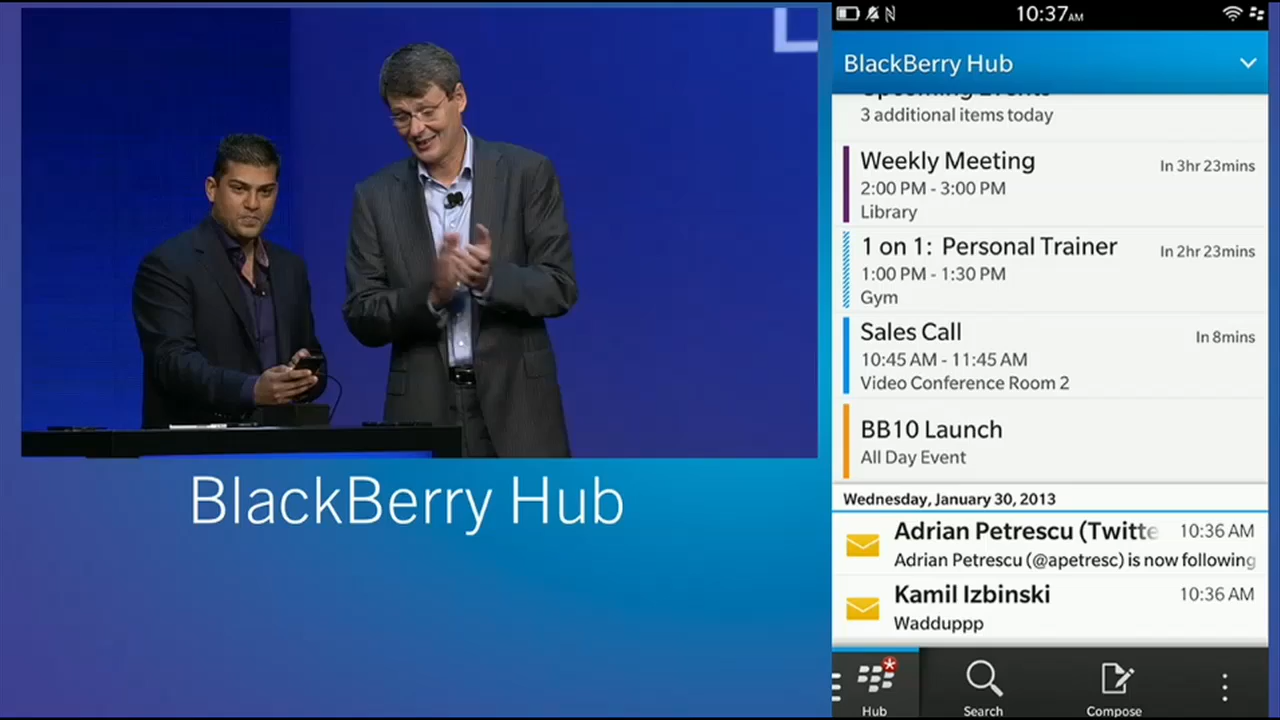 BlackBerry Hub
10:37AM
BlackBerry Hub
Upcoming Events
3 additional items today
Weekly Meeting
In 3hr 23mins
2:00 PM - 3:00 PM
Library
1 on 1: Personal Trainer
In 2hr 23mins
1:00 PM - 1:30 PM
Gym
Sales Call
In 8mins
10:45 AM - 11:45 AM
Video Conference Room 2
BB10 Launch
All Day Event
Wednesday, January 30, 2013
Adrian Petrescu (Twitte
10:36 AM
Adrian Petrescu (@apetresc) is now following
Kamil Izbinski
10:36 AM
Wadduppp
Hub
Search
Compose